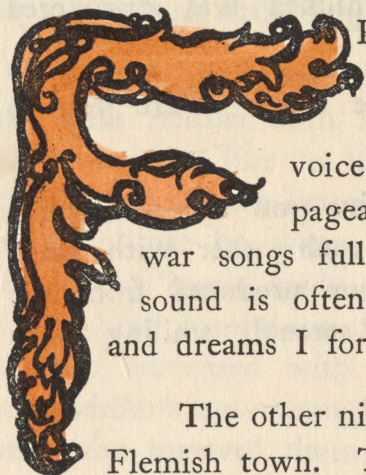 F
voice
pagea
war songs full
sound is often
and dreams I for
The other ni
Flemish town. T